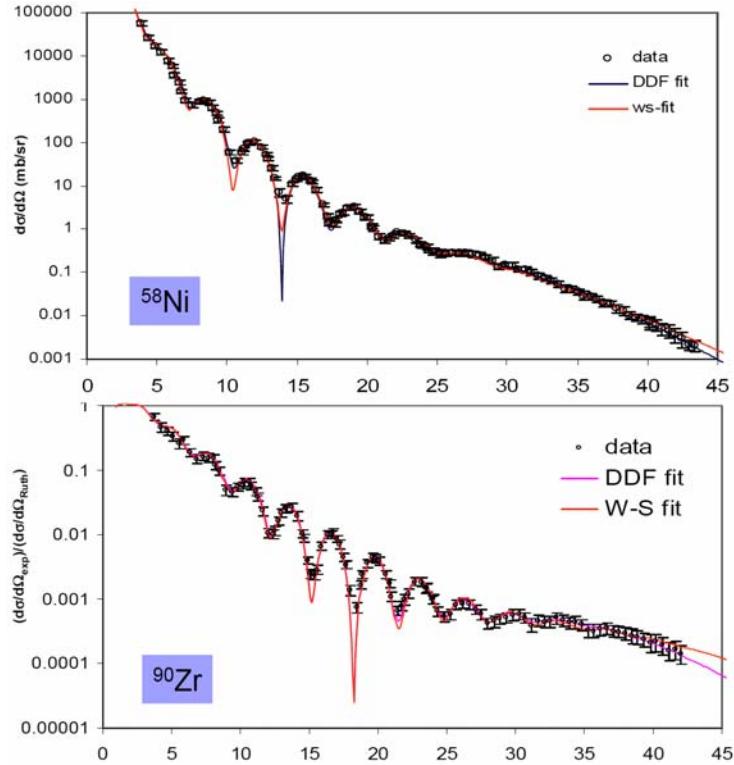 100000
10000
1000
100
10
1
0.1
0.01
0.001
dσ/dΩ (mb/sr)
data
DDF fit
ws-fit
⁵⁸Ni
0 5 10 15 20 25 30 35 40 45
1
0.1
0.01
0.001
0.0001
0.00001
(dσ/dΩexp)/(dσ/dΩRuth)
data
DDF fit
W-S fit
⁹⁰Zr
0 5 10 15 20 25 30 35 40 45